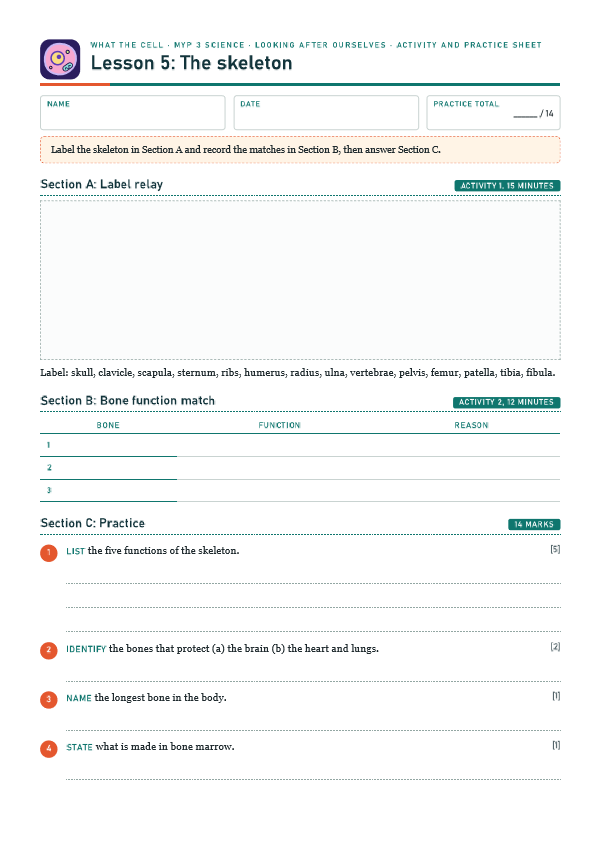 WHAT THE CELL · MYP 3 SCIENCE · LOOKING AFTER OURSELVES · ACTIVITY AND PRACTICE SHEET
Lesson 5: The skeleton
NAME
DATE
PRACTICE TOTAL
_____ / 14
Label the skeleton in Section A and record the matches in Section B, then answer Section C.
Section A: Label relay
ACTIVITY 1, 15 MINUTES
Label: skull, clavicle, scapula, sternum, ribs, humerus, radius, ulna, vertebrae, pelvis, femur, patella, tibia, fibula.
Section B: Bone function match
ACTIVITY 2, 12 MINUTES
BONE FUNCTION REASON
1
2
3
Section C: Practice
14 MARKS
1 LIST the five functions of the skeleton. [5]
2 IDENTIFY the bones that protect (a) the brain (b) the heart and lungs. [2]
3 NAME the longest bone in the body. [1]
4 STATE what is made in bone marrow. [1]